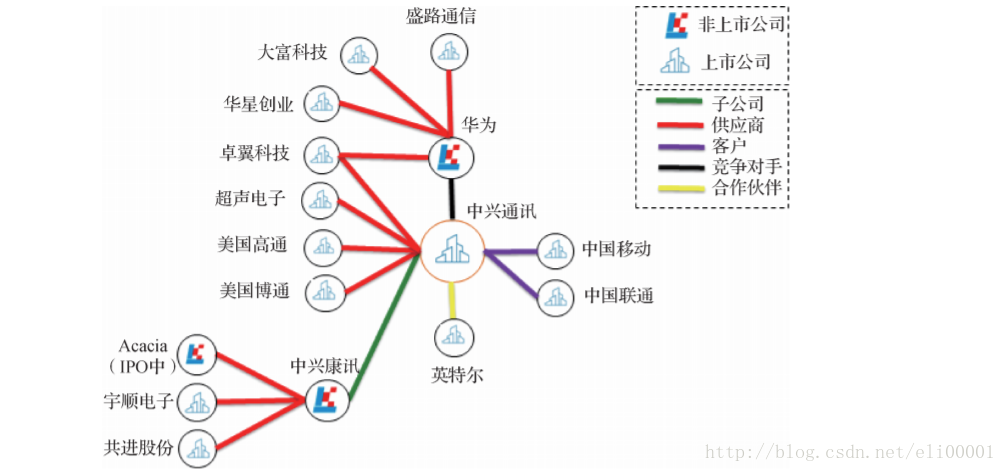 盛路通信
大富科技
华星创业
华为
卓翼科技
超声电子
中兴通讯
美国高通
中国移动
美国博通
中国联通
英特尔
Acacia
（IPO中）
中兴康讯
宇顺电子
共进股份
非上市公司
上市公司
子公司
供应商
客户
竞争对手
合作伙伴
http://blog.csdn.net/eli00001